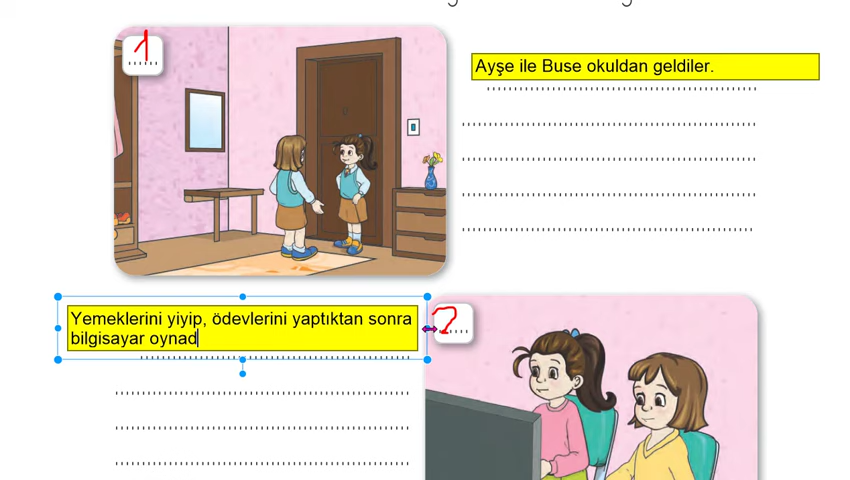 1
Ayşe ile Buse okuldan geldiler.
Yemeklerini yiyip, ödevlerini yaptıktan sonra
bilgisayar oynad
2